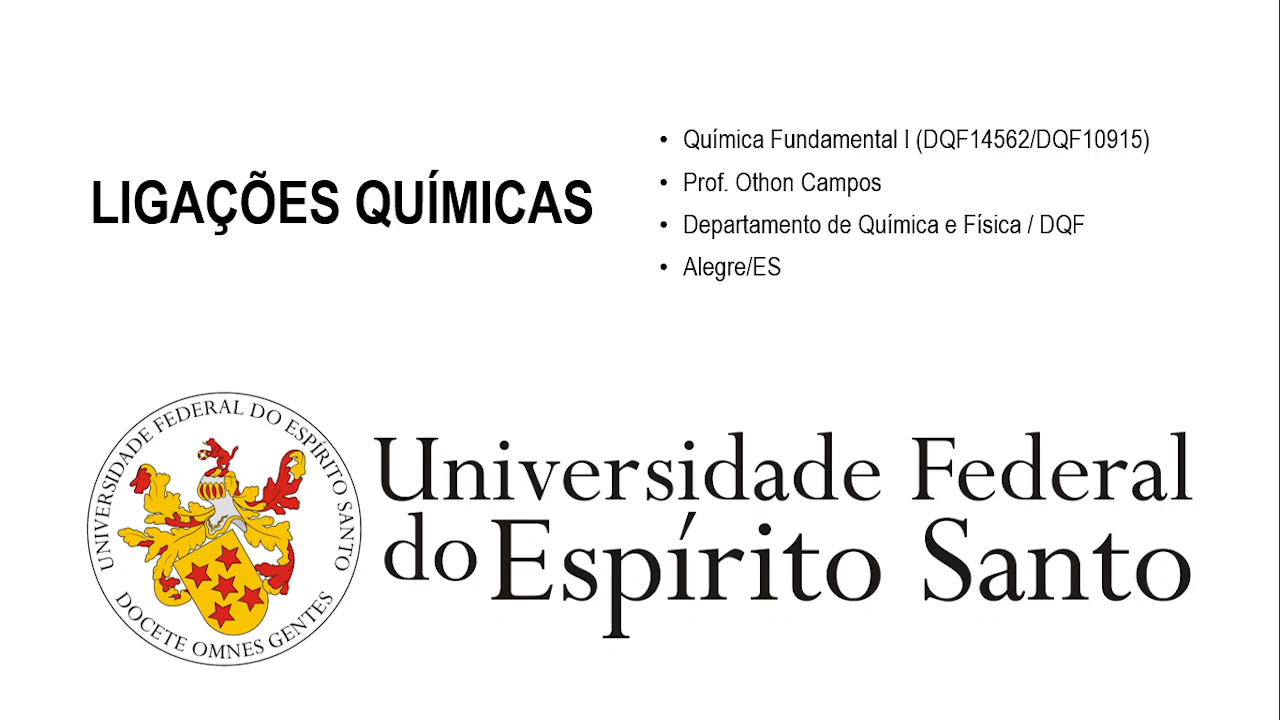 LIGAÇÕES QUÍMICAS
• Química Fundamental I (DQF14562/DQF10915)
• Prof. Othon Campos
• Departamento de Química e Física / DQF
• Alegre/ES
UNIVERSIDADE FEDERAL DO ESPÍRITO SANTO
DOCETE OMNES GENTES
Universidade Federal
do Espírito Santo